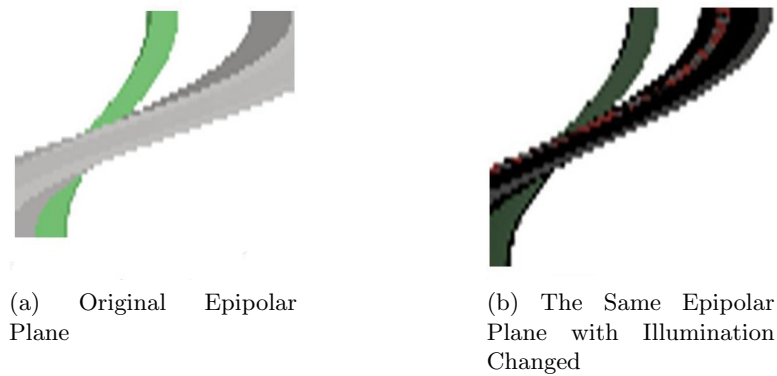 (a) Original Epipolar
Plane
(b) The Same Epipolar
Plane with Illumination
Changed